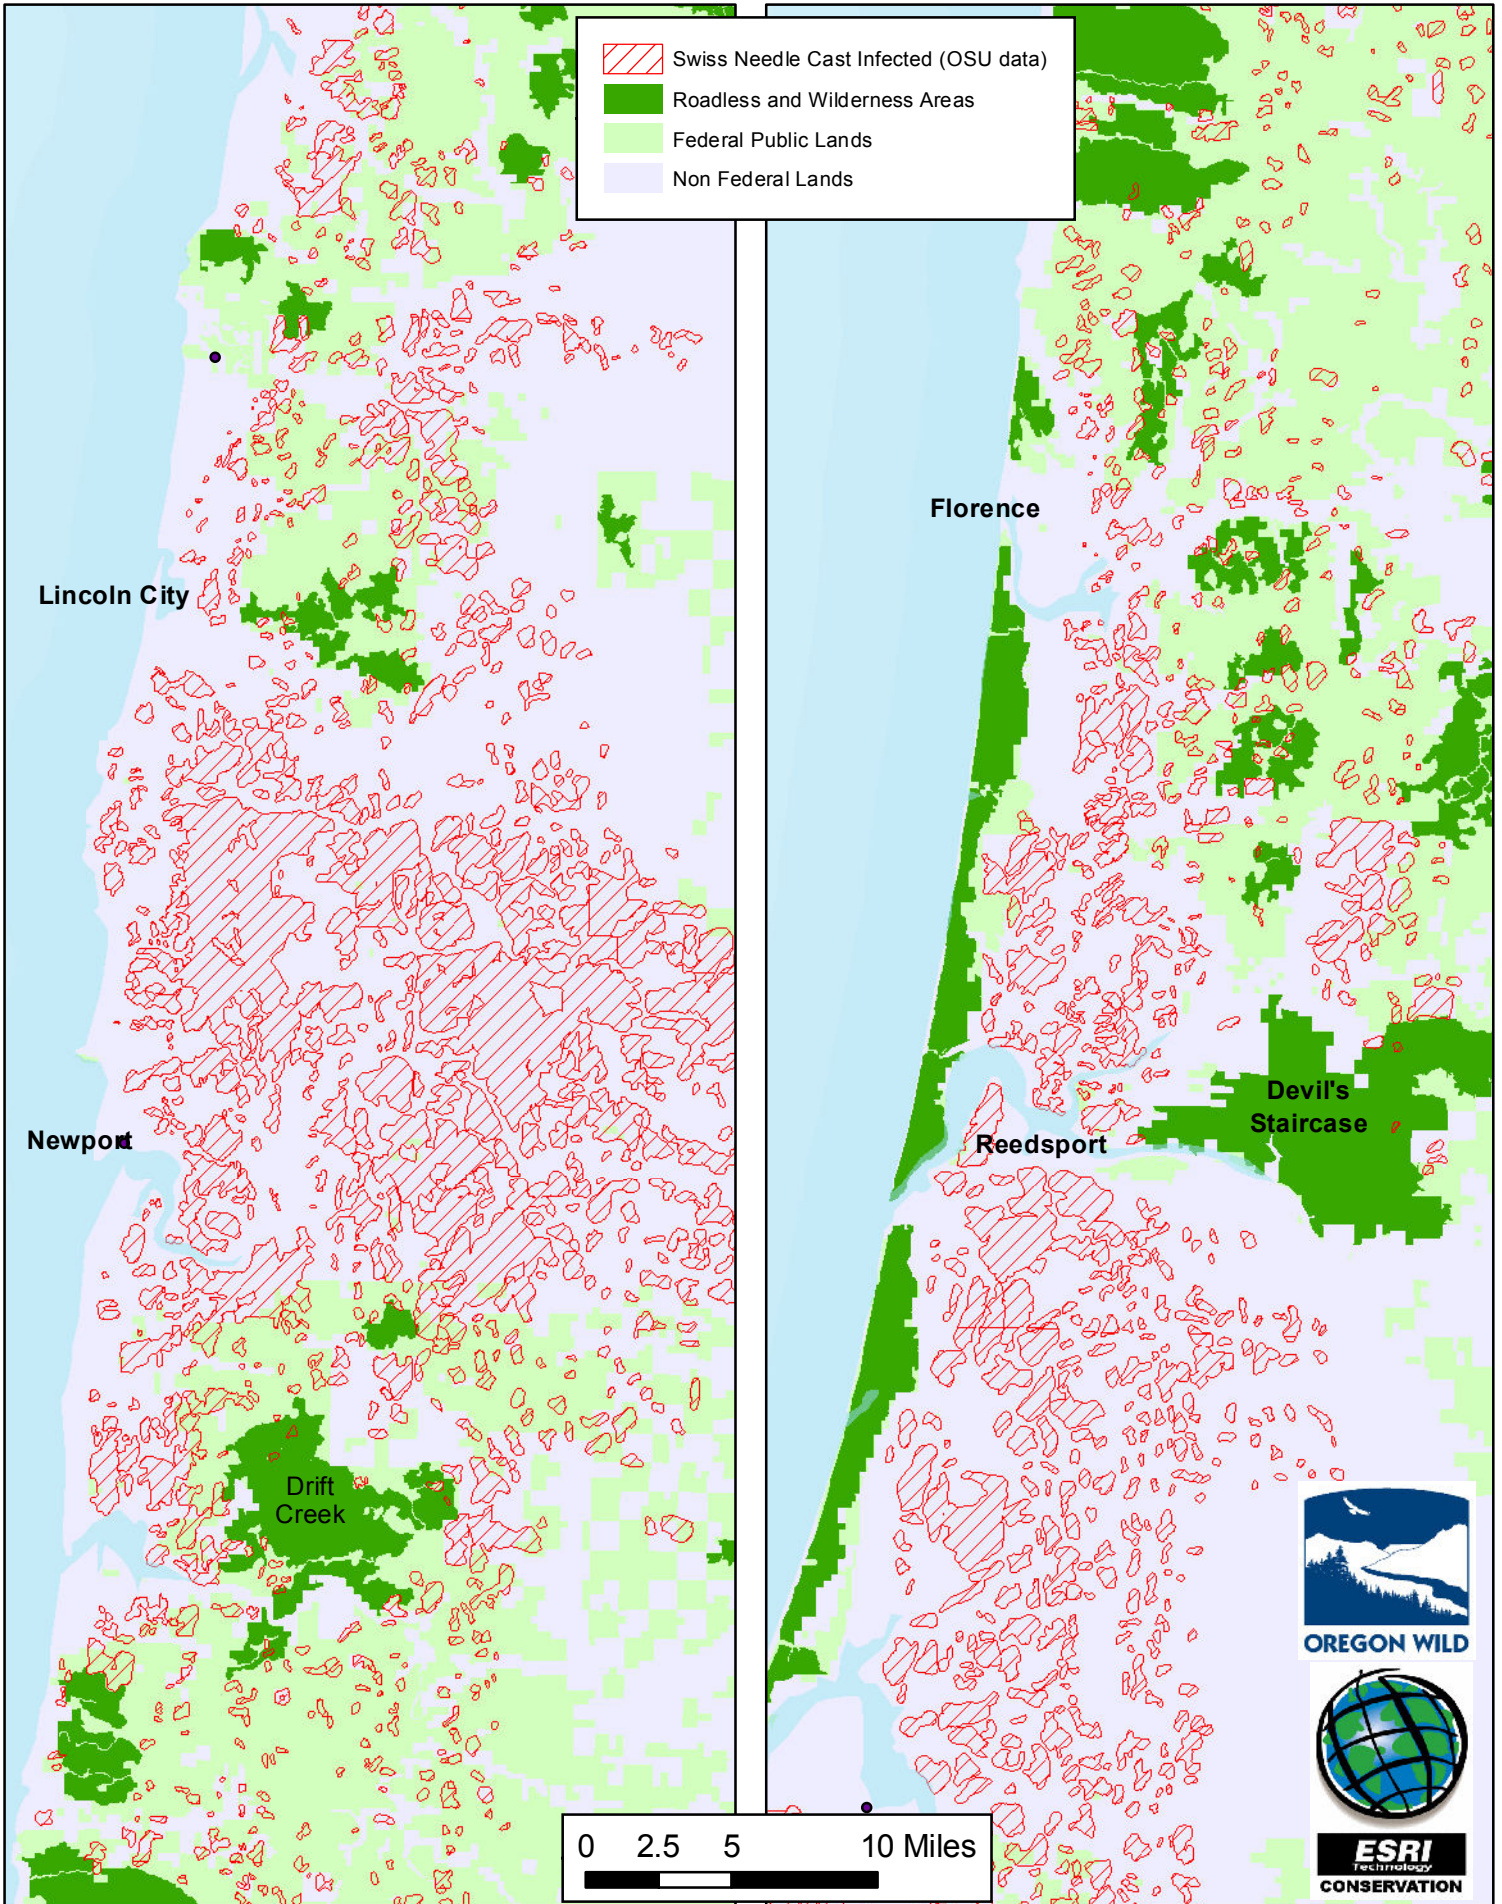 Swiss Needle Cast Infected (OSU data)
Roadless and Wilderness Areas
Federal Public Lands
Non Federal Lands
Lincoln City
Newport
Drift
Creek
Florence
Devil's
Staircase
Reedsport
0 2.5 5 10 Miles
OREGON WILD
ESRI
Technology
CONSERVATION